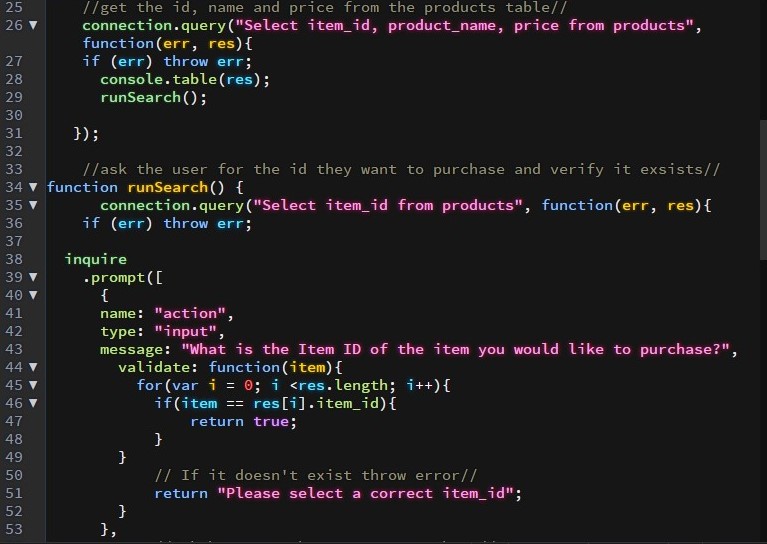 25 //get the id, name and price from the products table//
26 ▼ connection.query("Select item_id, product_name, price from products",
function(err, res){
27 if (err) throw err;
28 console.table(res);
29 runSearch();
30
31 });
32
33 //ask the user for the id they want to purchase and verify it exsists//
34 ▼ function runSearch() {
35 ▼ connection.query("Select item_id from products", function(err, res){
36 if (err) throw err;
37
38 inquire
39 ▼ .prompt([
40 ▼ {
41 name: "action",
42 type: "input",
43 message: "What is the Item ID of the item you would like to purchase?",
44 ▼ validate: function(item){
45 ▼ for(var i = 0; i <res.length; i++){
46 ▼ if(item == res[i].item_id){
47 return true;
48 }
49 }
50 // If it doesn't exist throw error//
51 return "Please select a correct item_id";
52 }
53 },